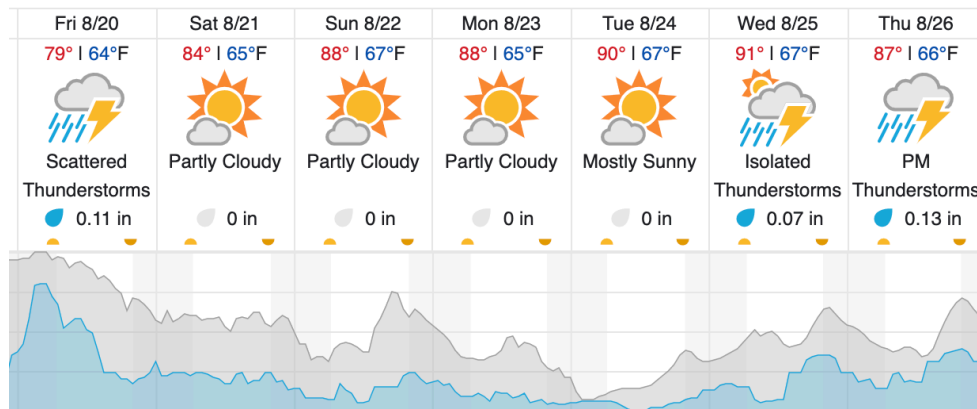 Fri 8/20
79° | 64°F
Scattered
Thunderstorms
0.11 in
Sat 8/21
84° | 65°F
Partly Cloudy
0 in
Sun 8/22
88° | 67°F
Partly Cloudy
0 in
Mon 8/23
88° | 65°F
Partly Cloudy
0 in
Tue 8/24
90° | 67°F
Mostly Sunny
0 in
Wed 8/25
91° | 67°F
Isolated
Thunderstorms
0.07 in
Thu 8/26
87° | 66°F
PM
Thunderstorms
0.13 in